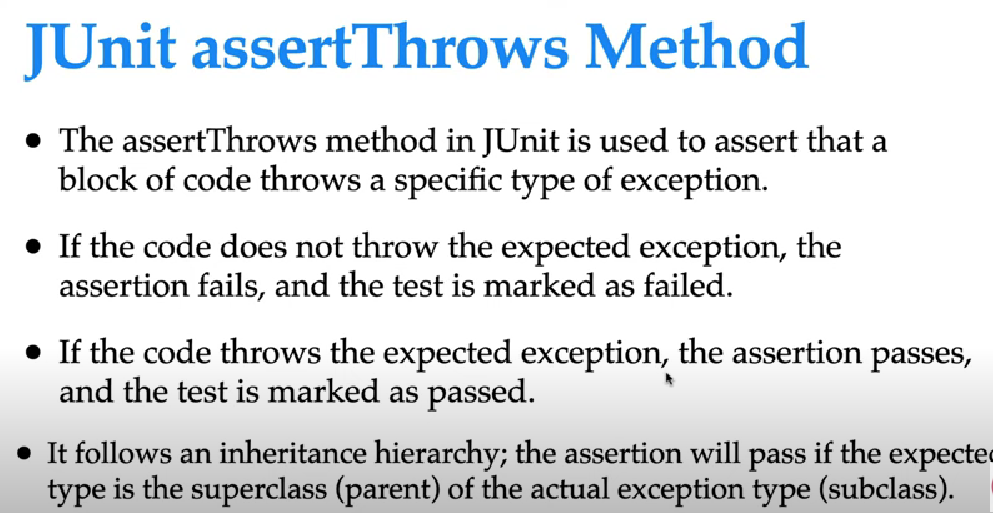 JUnit assertThrows Method
• The assertThrows method in JUnit is used to assert that a
block of code throws a specific type of exception.
• If the code does not throw the expected exception, the
assertion fails, and the test is marked as failed.
• If the code throws the expected exception, the assertion passes,
and the test is marked as passed.
• It follows an inheritance hierarchy; the assertion will pass if the expected
type is the superclass (parent) of the actual exception type (subclass).